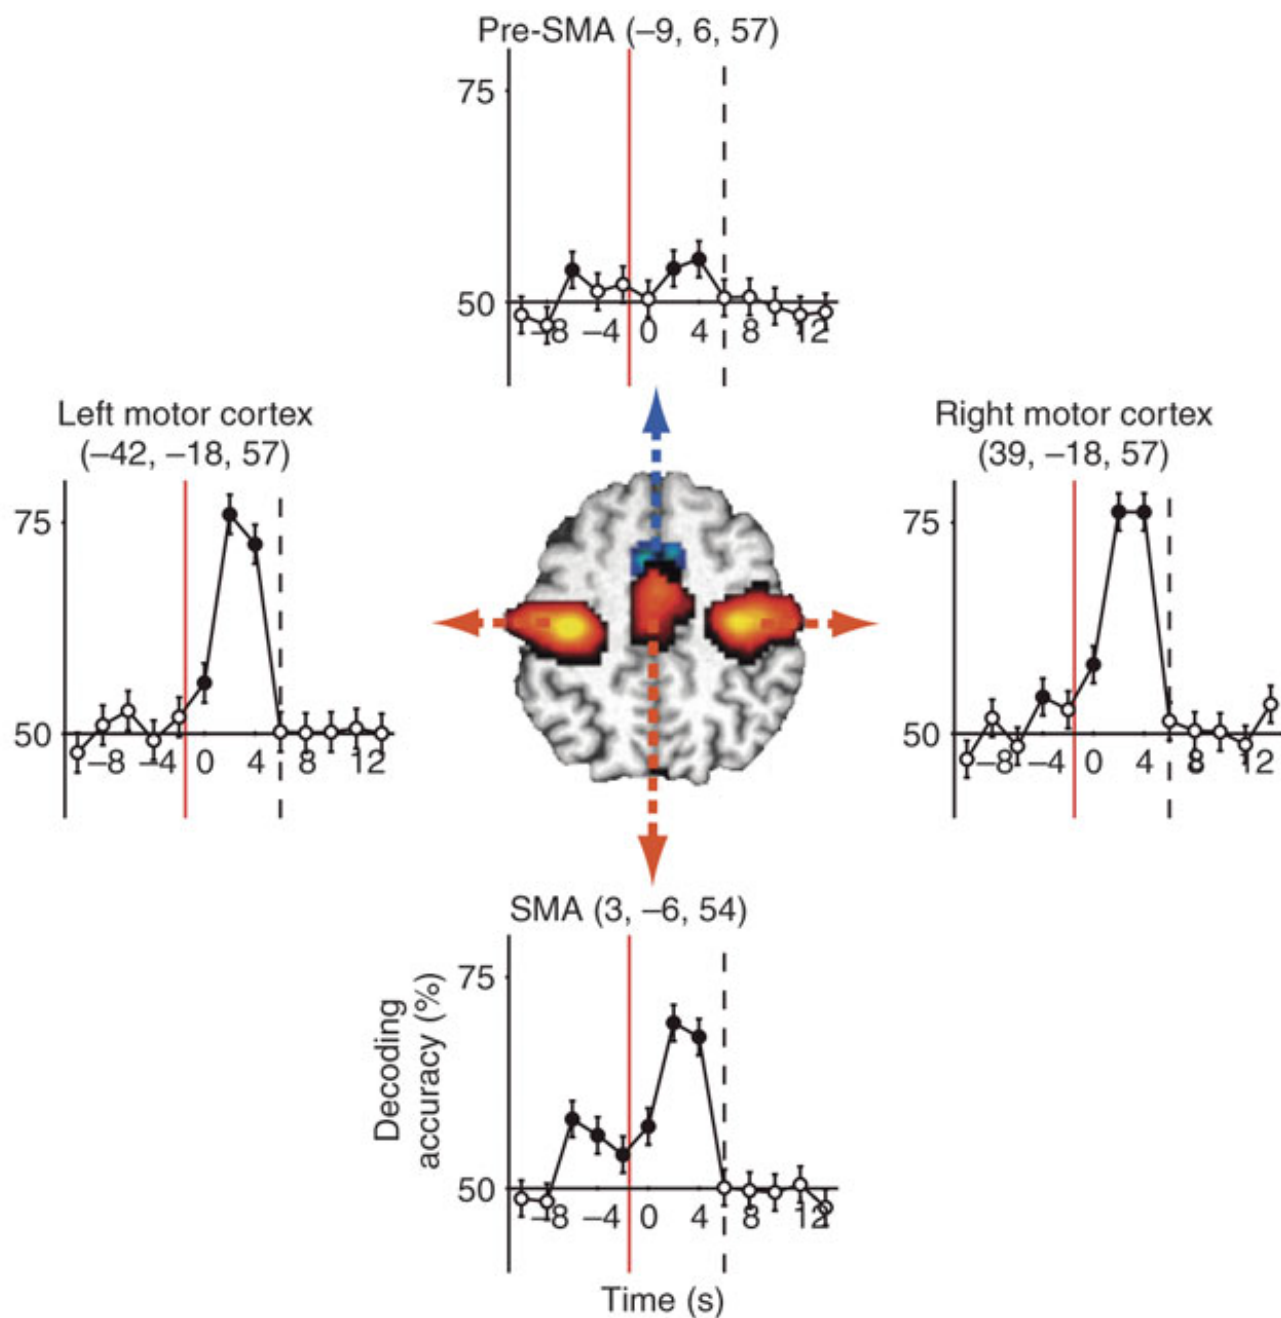 Pre-SMA (–9, 6, 57)
75
50
–8 –4 0 4 8 12
Left motor cortex
(–42, –18, 57)
75
50
–8 –4 0 4 8 12
Right motor cortex
(39, –18, 57)
75
50
–8 –4 0 4 8 12
SMA (3, –6, 54)
Decoding
accuracy (%)
75
50
–8 –4 0 4 8 12
Time (s)